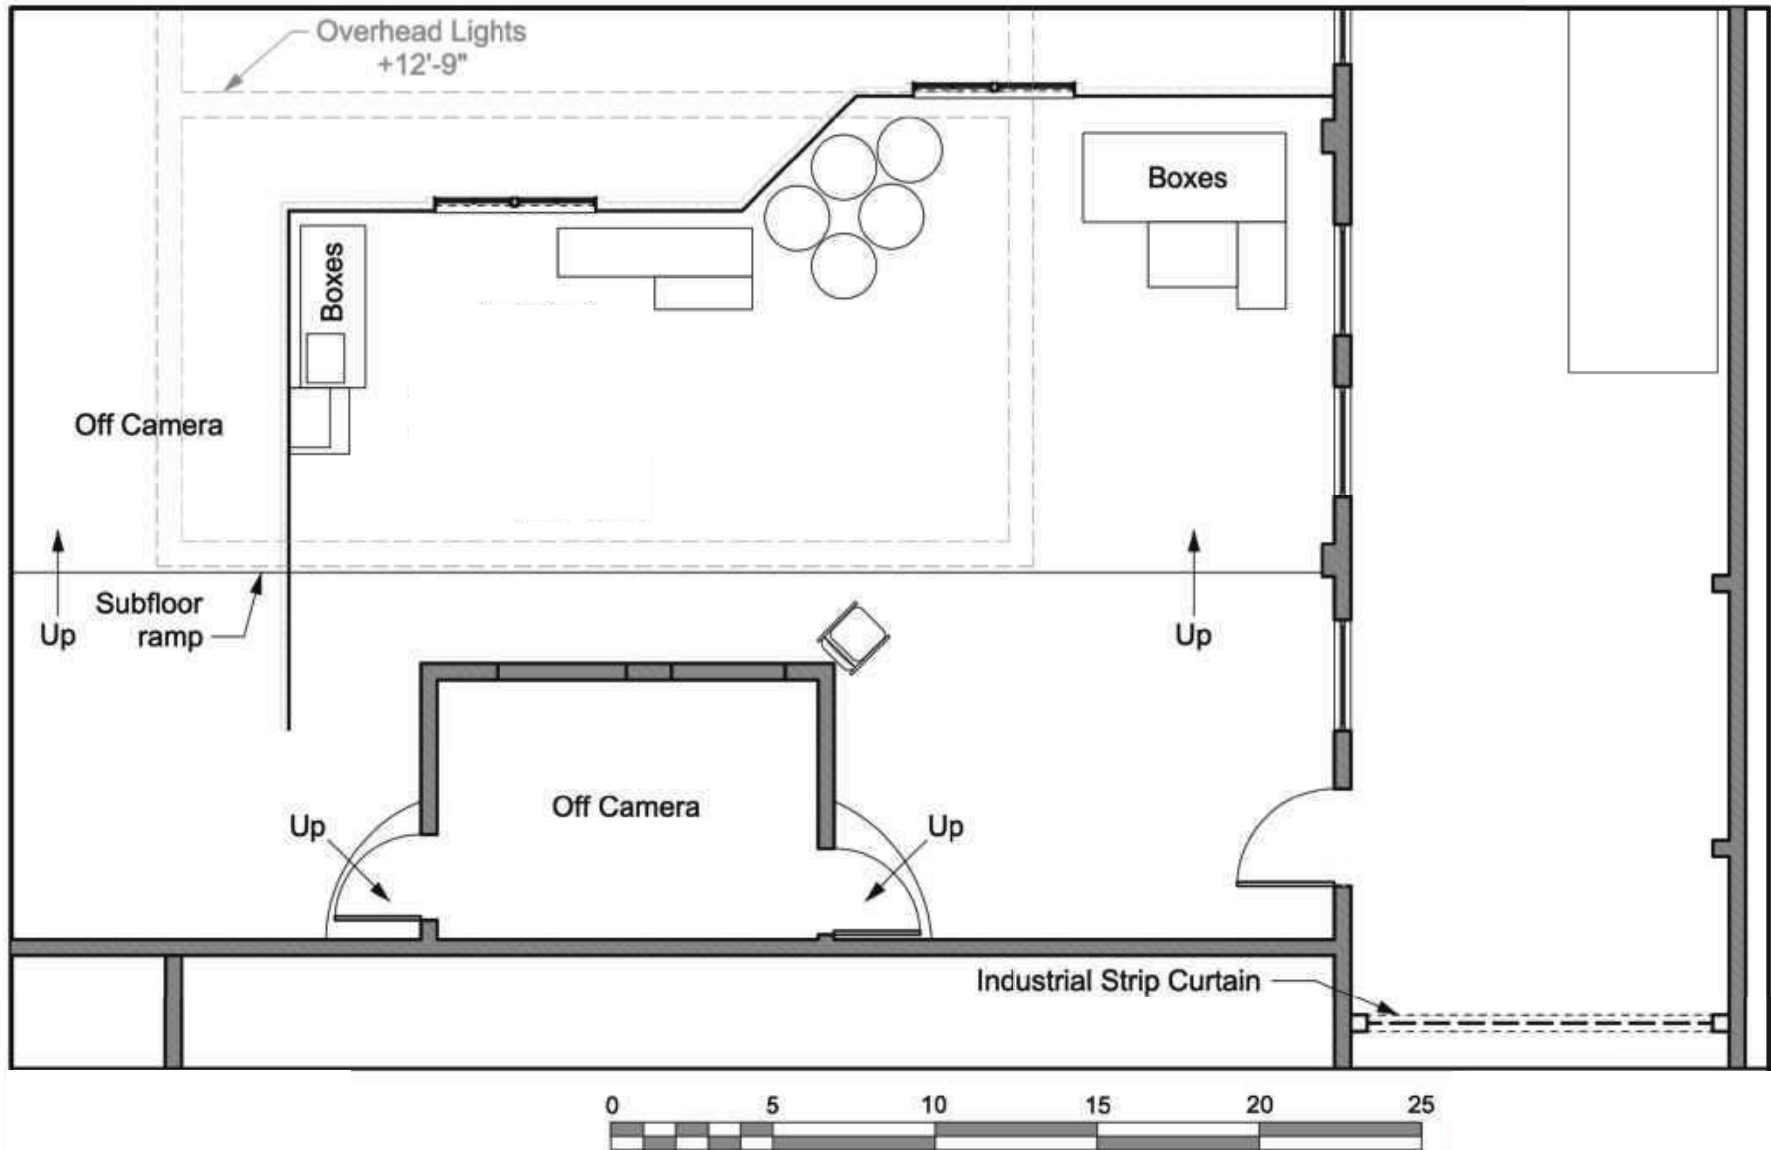 Overhead Lights
+12'-9"
Boxes
Boxes
Off Camera
Subfloor
ramp
Up
Up
Off Camera
Up
Up
Industrial Strip Curtain
0 5 10 15 20 25